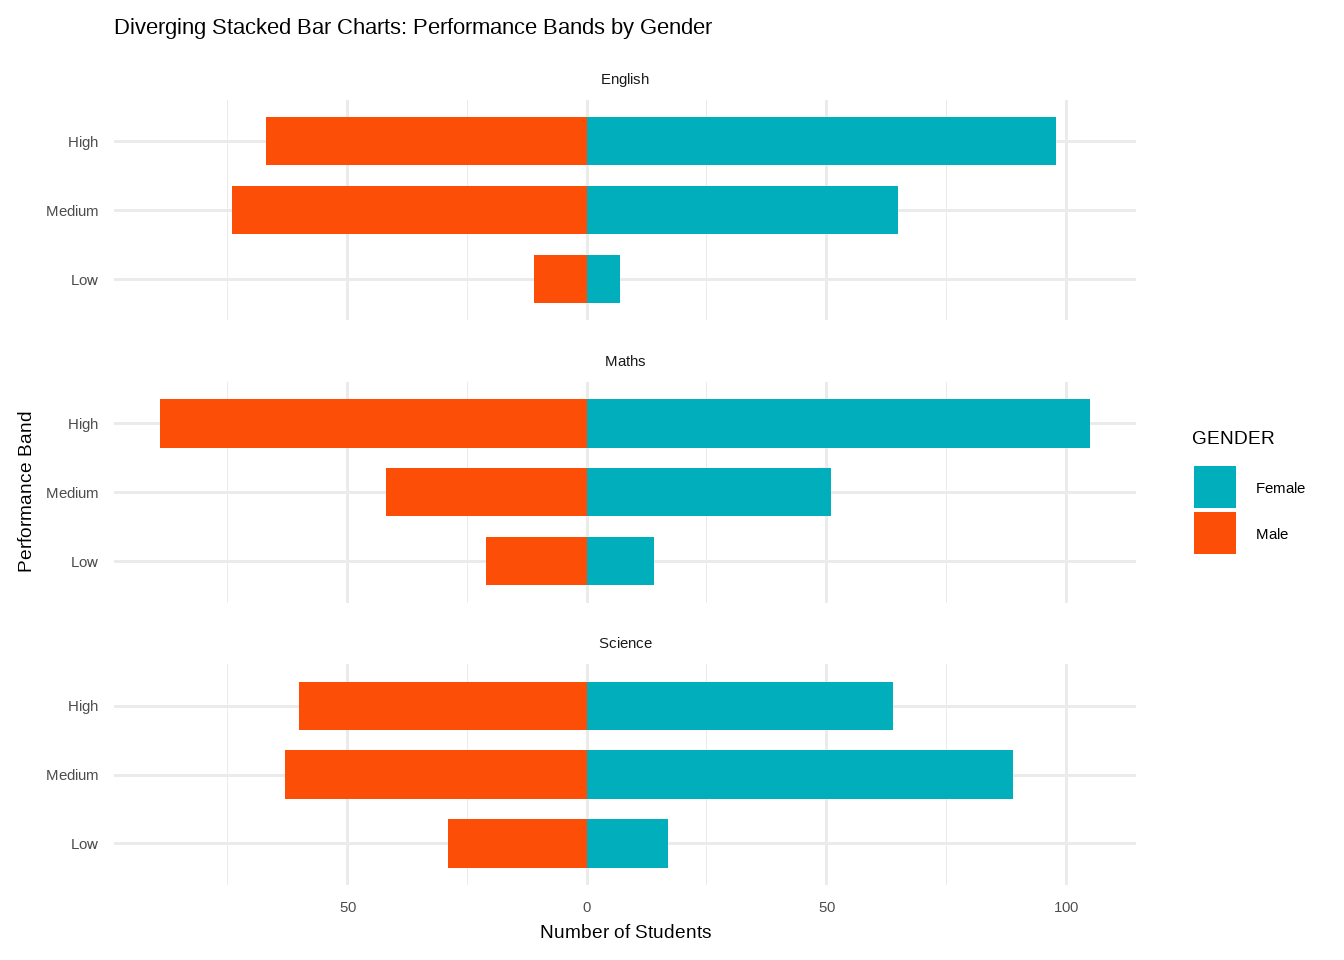 Diverging Stacked Bar Charts: Performance Bands by Gender
English
High
Medium
Low
Maths
High
Medium
Low
Science
High
Medium
Low
50 0 50 100
Number of Students
Performance Band
GENDER
Female
Male